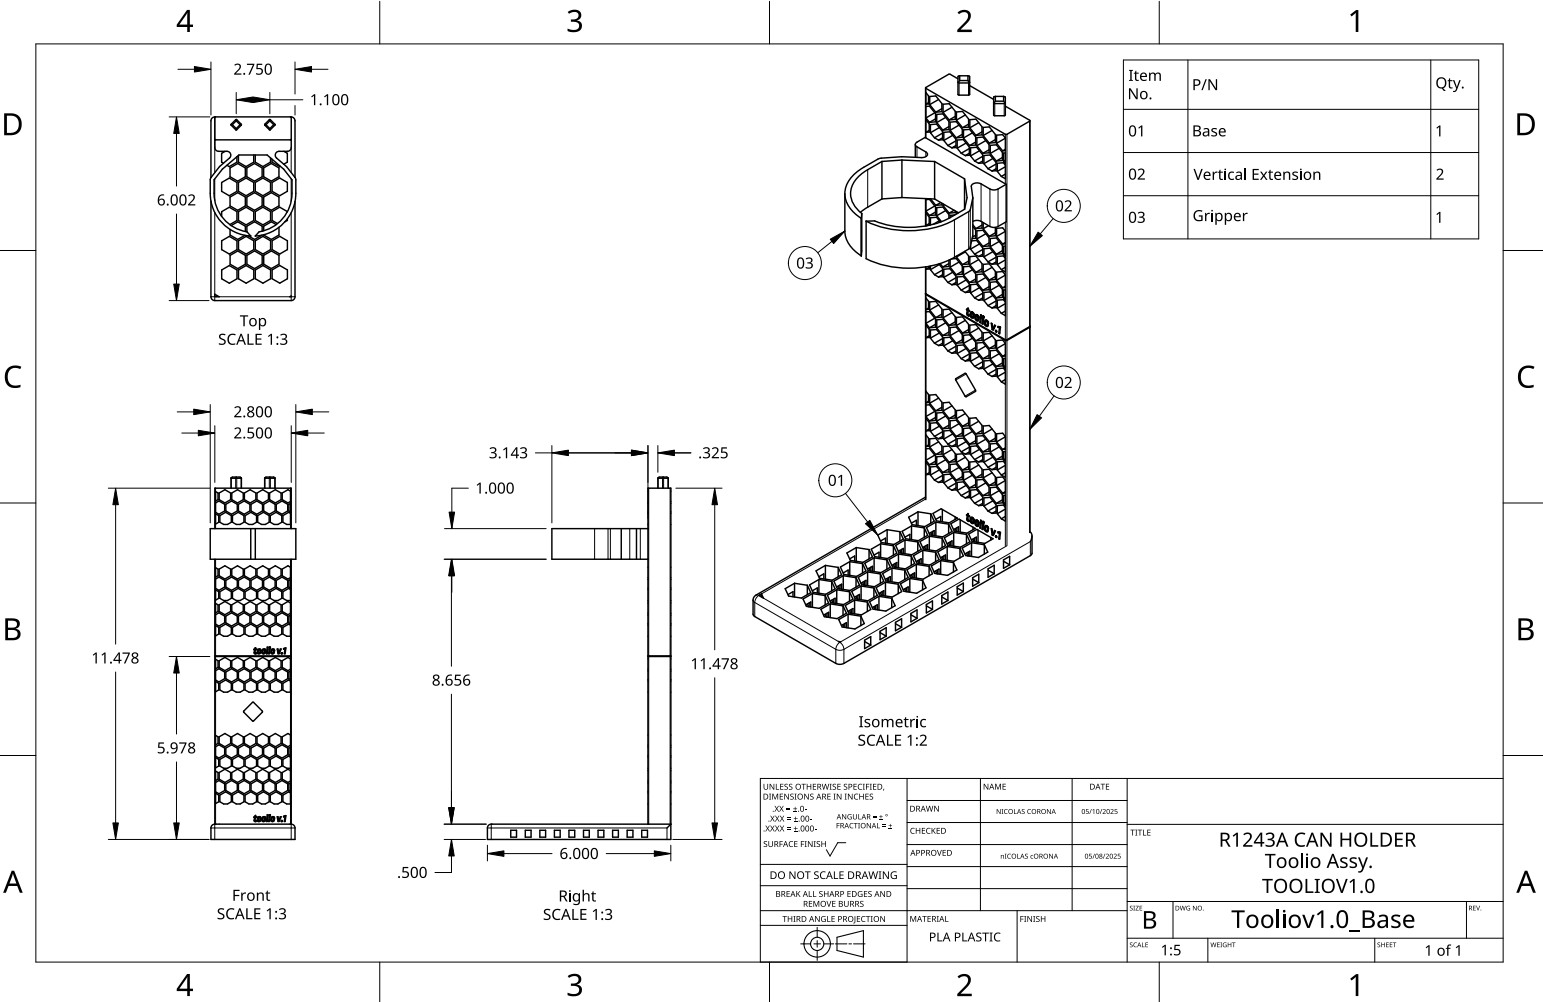 4
3
2
1
D
C
B
A
D
C
B
A
4
3
2
1
2.750
1.100
6.002
Top
SCALE 1:3
2.800
2.500
11.478
5.978
toolio v.1
toolio v.1
Front
SCALE 1:3
3.143
.325
1.000
8.656
11.478
6.000
.500
Right
SCALE 1:3
03
02
02
01
toolio v.1
toolio v.1
Isometric
SCALE 1:2
Item No. P/N Qty.
01 Base 1
02 Vertical Extension 2
03 Gripper 1
UNLESS OTHERWISE SPECIFIED,
DIMENSIONS ARE IN INCHES
.XX = ±.0-
.XXX = ±.00-
.XXXX = ±.000-
ANGULAR = ± °
FRACTIONAL = ±
SURFACE FINISH
DO NOT SCALE DRAWING
BREAK ALL SHARP EDGES AND
REMOVE BURRS
THIRD ANGLE PROJECTION
NAME DATE
DRAWN NICOLAS CORONA 05/10/2025
CHECKED
APPROVED nICOLAS cORONA 05/08/2025
MATERIAL
PLA PLASTIC
FINISH
TITLE
R1243A CAN HOLDER
Toolio Assy.
TOOLIOV1.0
SIZE
B
DWG NO.
Tooliov1.0_Base
REV.
SCALE 1:5
WEIGHT
SHEET 1 of 1